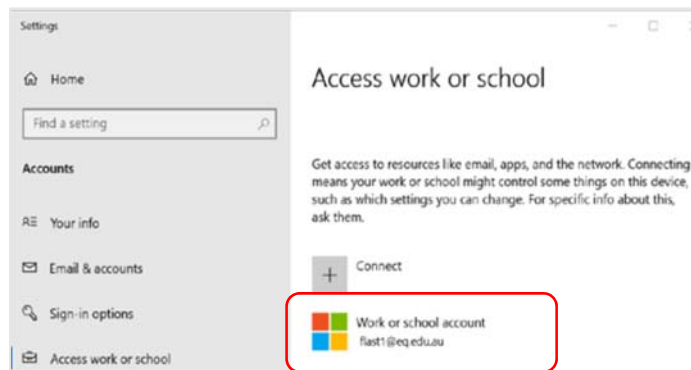 Settings
Home
Find a setting
Accounts
Your info
Email & accounts
Sign-in options
Access work or school
Access work or school
Get access to resources like email, apps, and the network. Connecting
means your work or school might control some things on this device,
such as which settings you can change. For specific info about this,
ask them.
Connect
Work or school account
flast1@eq.edu.au